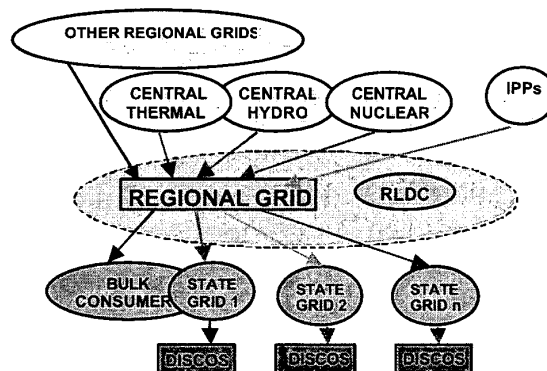 OTHER REGIONAL GRIDS
CENTRAL
THERMAL
CENTRAL
HYDRO
CENTRAL
NUCLEAR
IPPs
REGIONAL GRID
RLDC
BULK
CONSUMER
STATE
GRID 1
STATE
GRID 2
STATE
GRID n
DISCOS
DISCOS
DISCOS